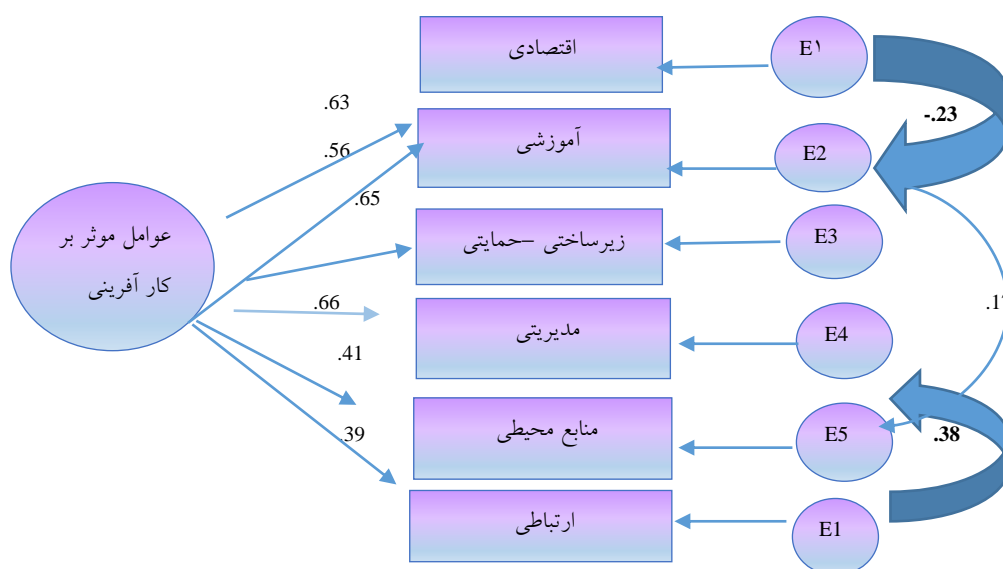 اقتصادی
E۱
.63
-.23
آموزشی
.56
E2
.65
عوامل موثر بر
کار آفرینی
زیرساختی –حمایتی
E3
.66
مدیریتی
E4
.41
منابع محیطی
E5
.39
.38
ارتباطی
E1